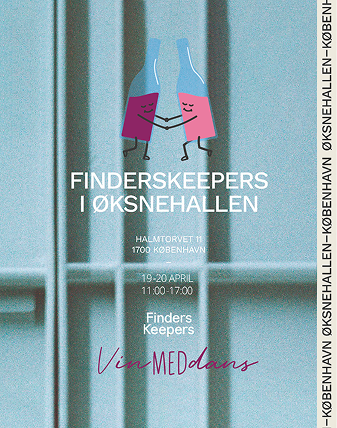 FINDERSKEEPERS
I ØKSNEHALLEN
HALMTORVET 11
1700 KØBENHAVN
19-20 APRIL
11:00-17:00
Finders
Keepers
VinMEDdans
N-KØBENHAVN ØKSNEHALLEN-KØBENHAVN ØKSNEHALLEN-KØBENH